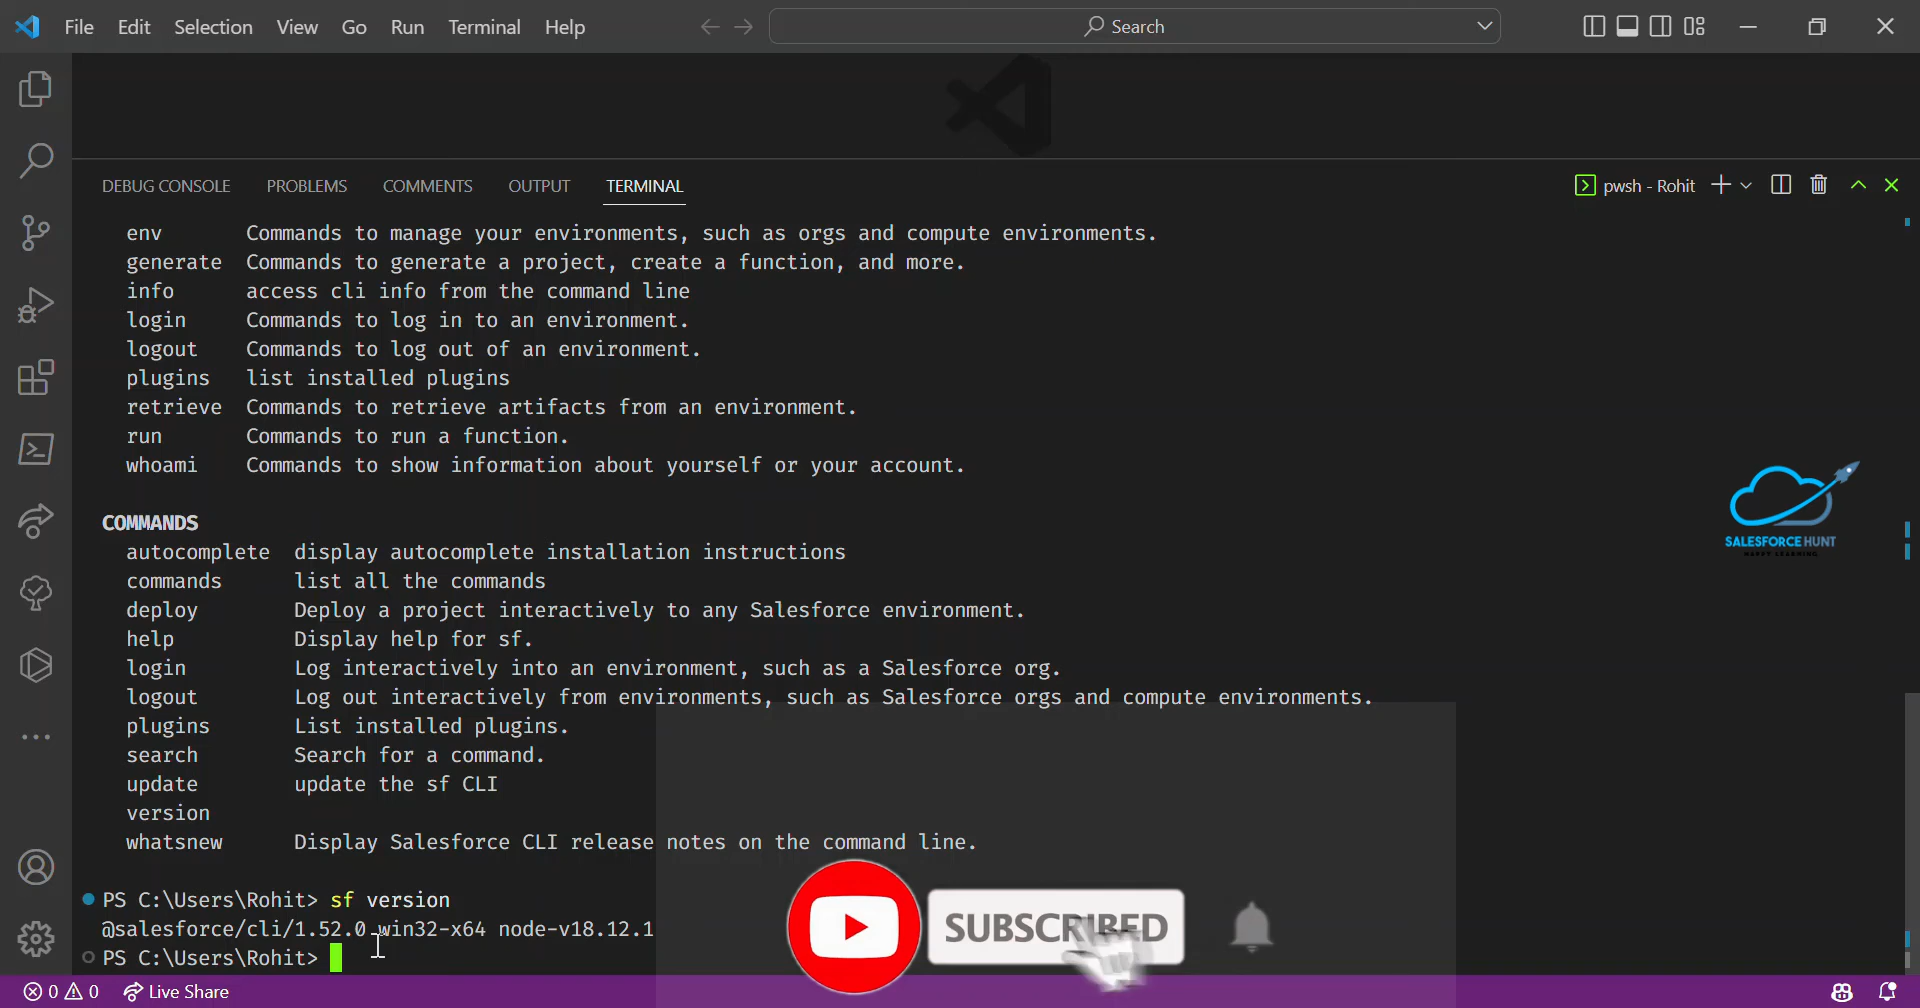 File Edit Selection View Go Run Terminal Help Search
DEBUG CONSOLE PROBLEMS COMMENTS OUTPUT TERMINAL pwsh - Rohit
env Commands to manage your environments, such as orgs and compute environments.
generate Commands to generate a project, create a function, and more.
info access cli info from the command line
login Commands to log in to an environment.
logout Commands to log out of an environment.
plugins list installed plugins
retrieve Commands to retrieve artifacts from an environment.
run Commands to run a function.
whoami Commands to show information about yourself or your account.
SALESFORCE HUNT
HAPPY LEARNING
COMMANDS
autocomplete display autocomplete installation instructions
commands list all the commands
deploy Deploy a project interactively to any Salesforce environment.
help Display help for sf.
login Log interactively into an environment, such as a Salesforce org.
logout Log out interactively from environments, such as Salesforce orgs and compute environments.
plugins List installed plugins.
search Search for a command.
update update the sf CLI
version
whatsnew Display Salesforce CLI release notes on the command line.
PS C:\Users\Rohit> sf version
@salesforce/cli/1.52.0 win32-x64 node-v18.12.1
PS C:\Users\Rohit>
SUBSCRIBED
0 0 Live Share